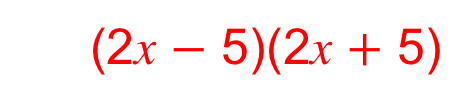 (2x − 5)(2x + 5)